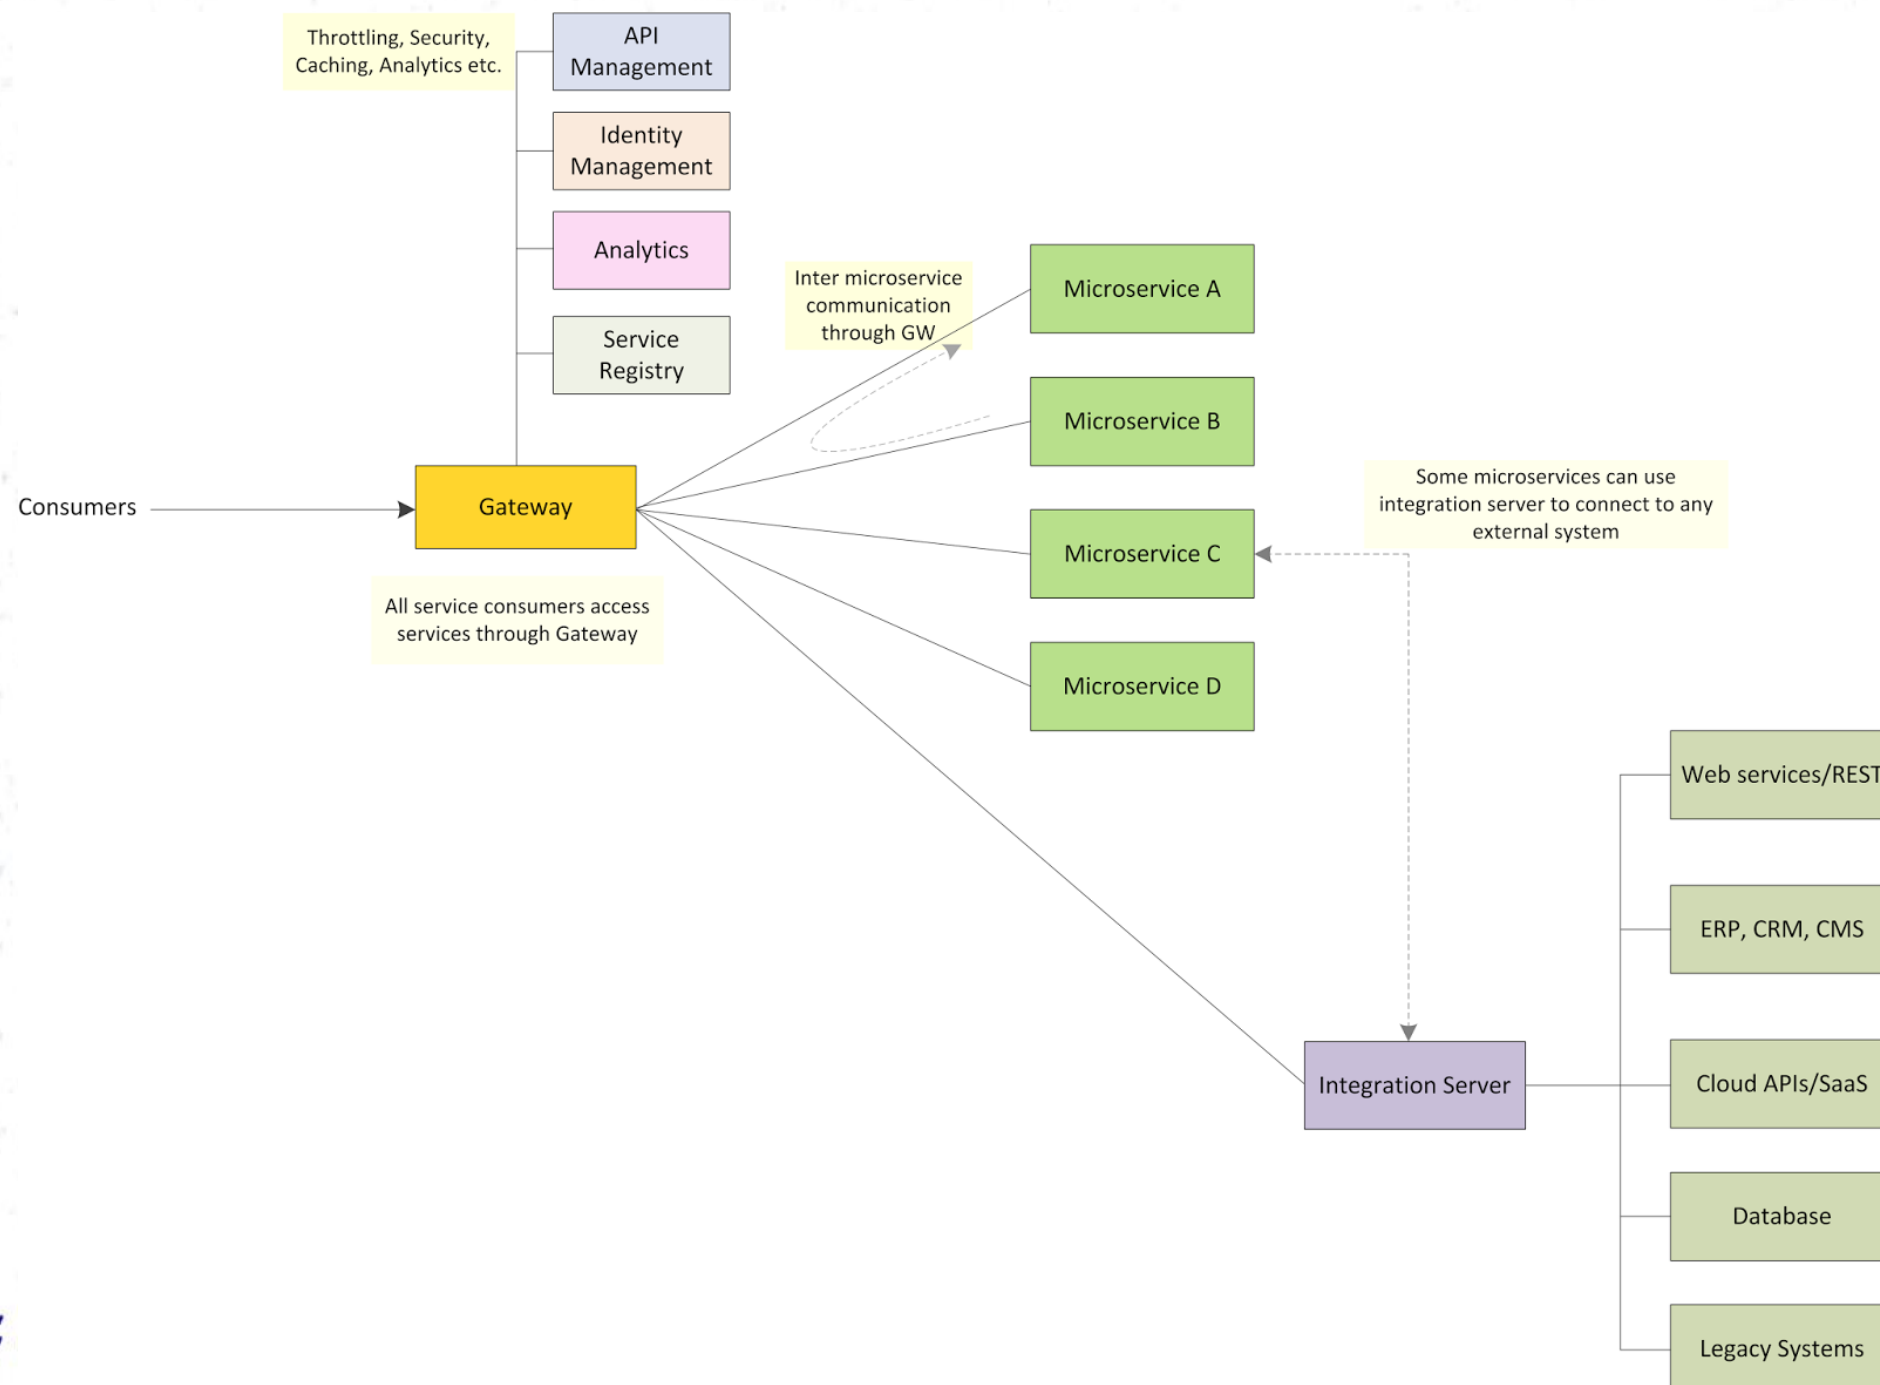 Throttling, Security,
Caching, Analytics etc.
API
Management
Identity
Management
Analytics
Service
Registry
Inter microservice
communication
through GW
Microservice A
Microservice B
Consumers
Gateway
All service consumers access
services through Gateway
Microservice C
Some microservices can use
integration server to connect to any
external system
Microservice D
Integration Server
Web services/REST
ERP, CRM, CMS
Cloud APIs/SaaS
Database
Legacy Systems